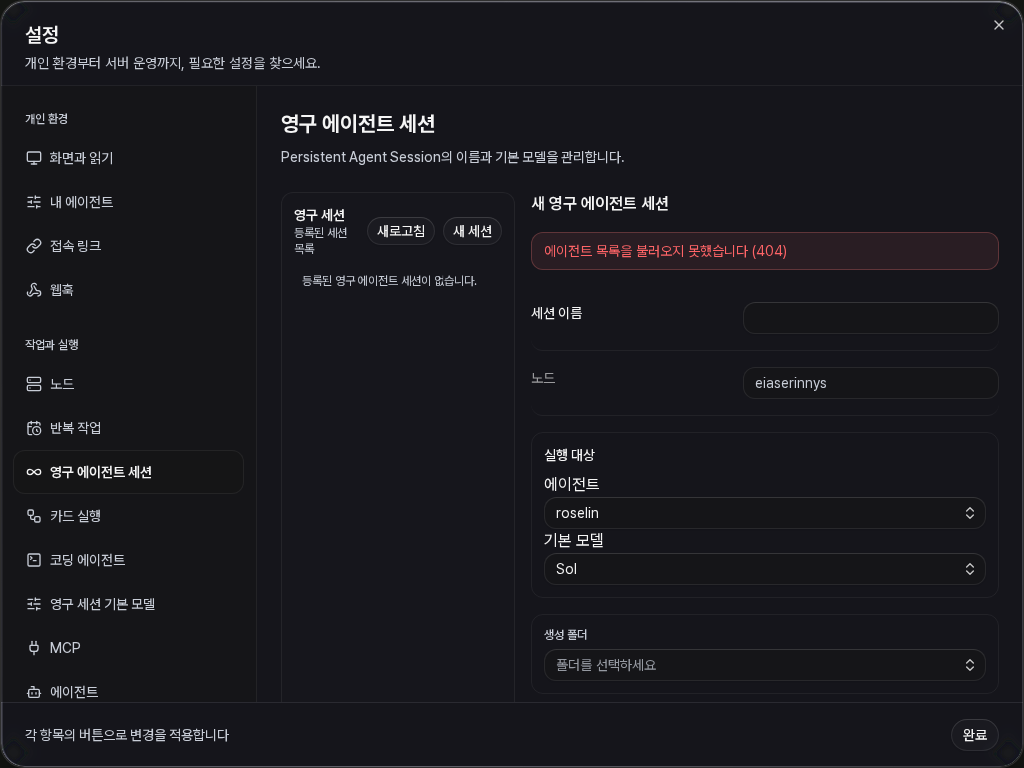 설정
개인 환경부터 서버 운영까지, 필요한 설정을 찾으세요.
개인 환경
화면과 읽기
내 에이전트
접속 링크
웹훅
작업과 실행
노드
반복 작업
영구 에이전트 세션
카드 실행
코딩 에이전트
영구 세션 기본 모델
MCP
에이전트
영구 에이전트 세션
Persistent Agent Session의 이름과 기본 모델을 관리합니다.
영구 세션
등록된 세션
목록
새로고침
새 세션
등록된 영구 에이전트 세션이 없습니다.
새 영구 에이전트 세션
에이전트 목록을 불러오지 못했습니다 (404)
세션 이름
노드
eiaserinnys
실행 대상
에이전트
roselin
기본 모델
Sol
생성 폴더
폴더를 선택하세요
각 항목의 버튼으로 변경을 적용합니다
완료